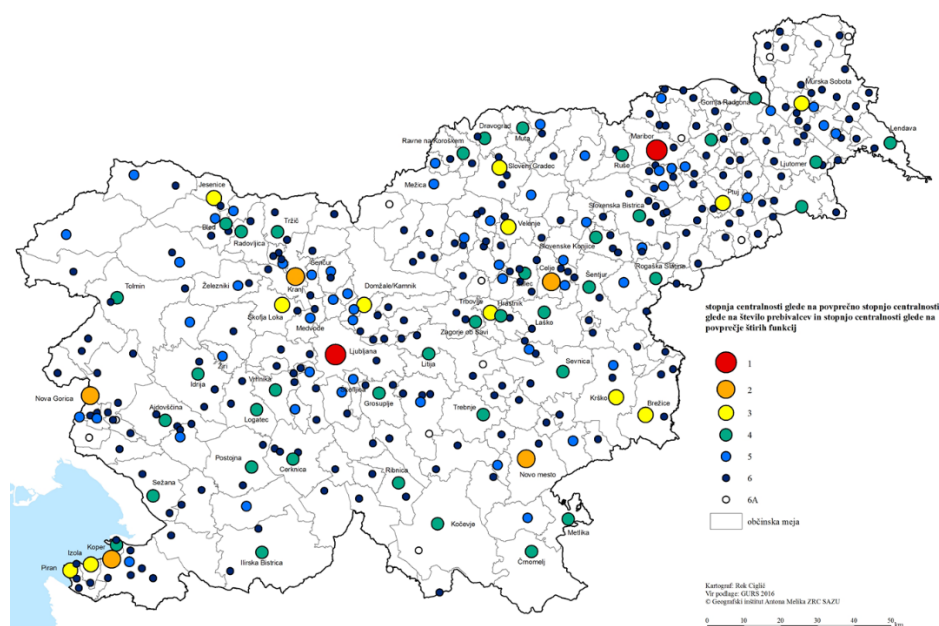 Murska Sobota
Gornja Radgona
Dravograd
Muta
Ravne na Koroškem
Maribor
Lendava
Ruše
Ljutomer
Slovenj Gradec
Mežica
Jesenice
Ptuj
Slovenska Bistrica
Bled
Tržič
Radovljica
Velenje
Slovenske Konjice
Šenčur
Celje
Rogaška Slatina
Šentjur
Tolmin
Železniki
Kranj
Domžale/Kamnik
Škofja Loka
Trbovlje
Hrastnik
Medvode
Zagorje ob Savi
Laško
Ljubljana
Žiri
Litija
Sevnica
Idrija
Vrhnika
Nova Gorica
Grosuplje
Krško
Brežice
Ajdovščina
Logatec
Trebnje
Postojna
Cerknica
Ribnica
Novo mesto
Sežana
Kočevje
Metlika
Izola
Koper
Črnomelj
Piran
Ilirska Bistrica
stopnja centralnosti glede na povprečno stopnjo centralnosti
glede na število prebivalcev in stopnjo centralnosti glede na
povprečje štirih funkcij
1
2
3
4
5
6
6A
občinska meja
Kartograf: Rok Ciglič
Vir podlage: GURS 2016
© Geografski inštitut Antona Melika ZRC SAZU
0 10 20 30 40 50 km